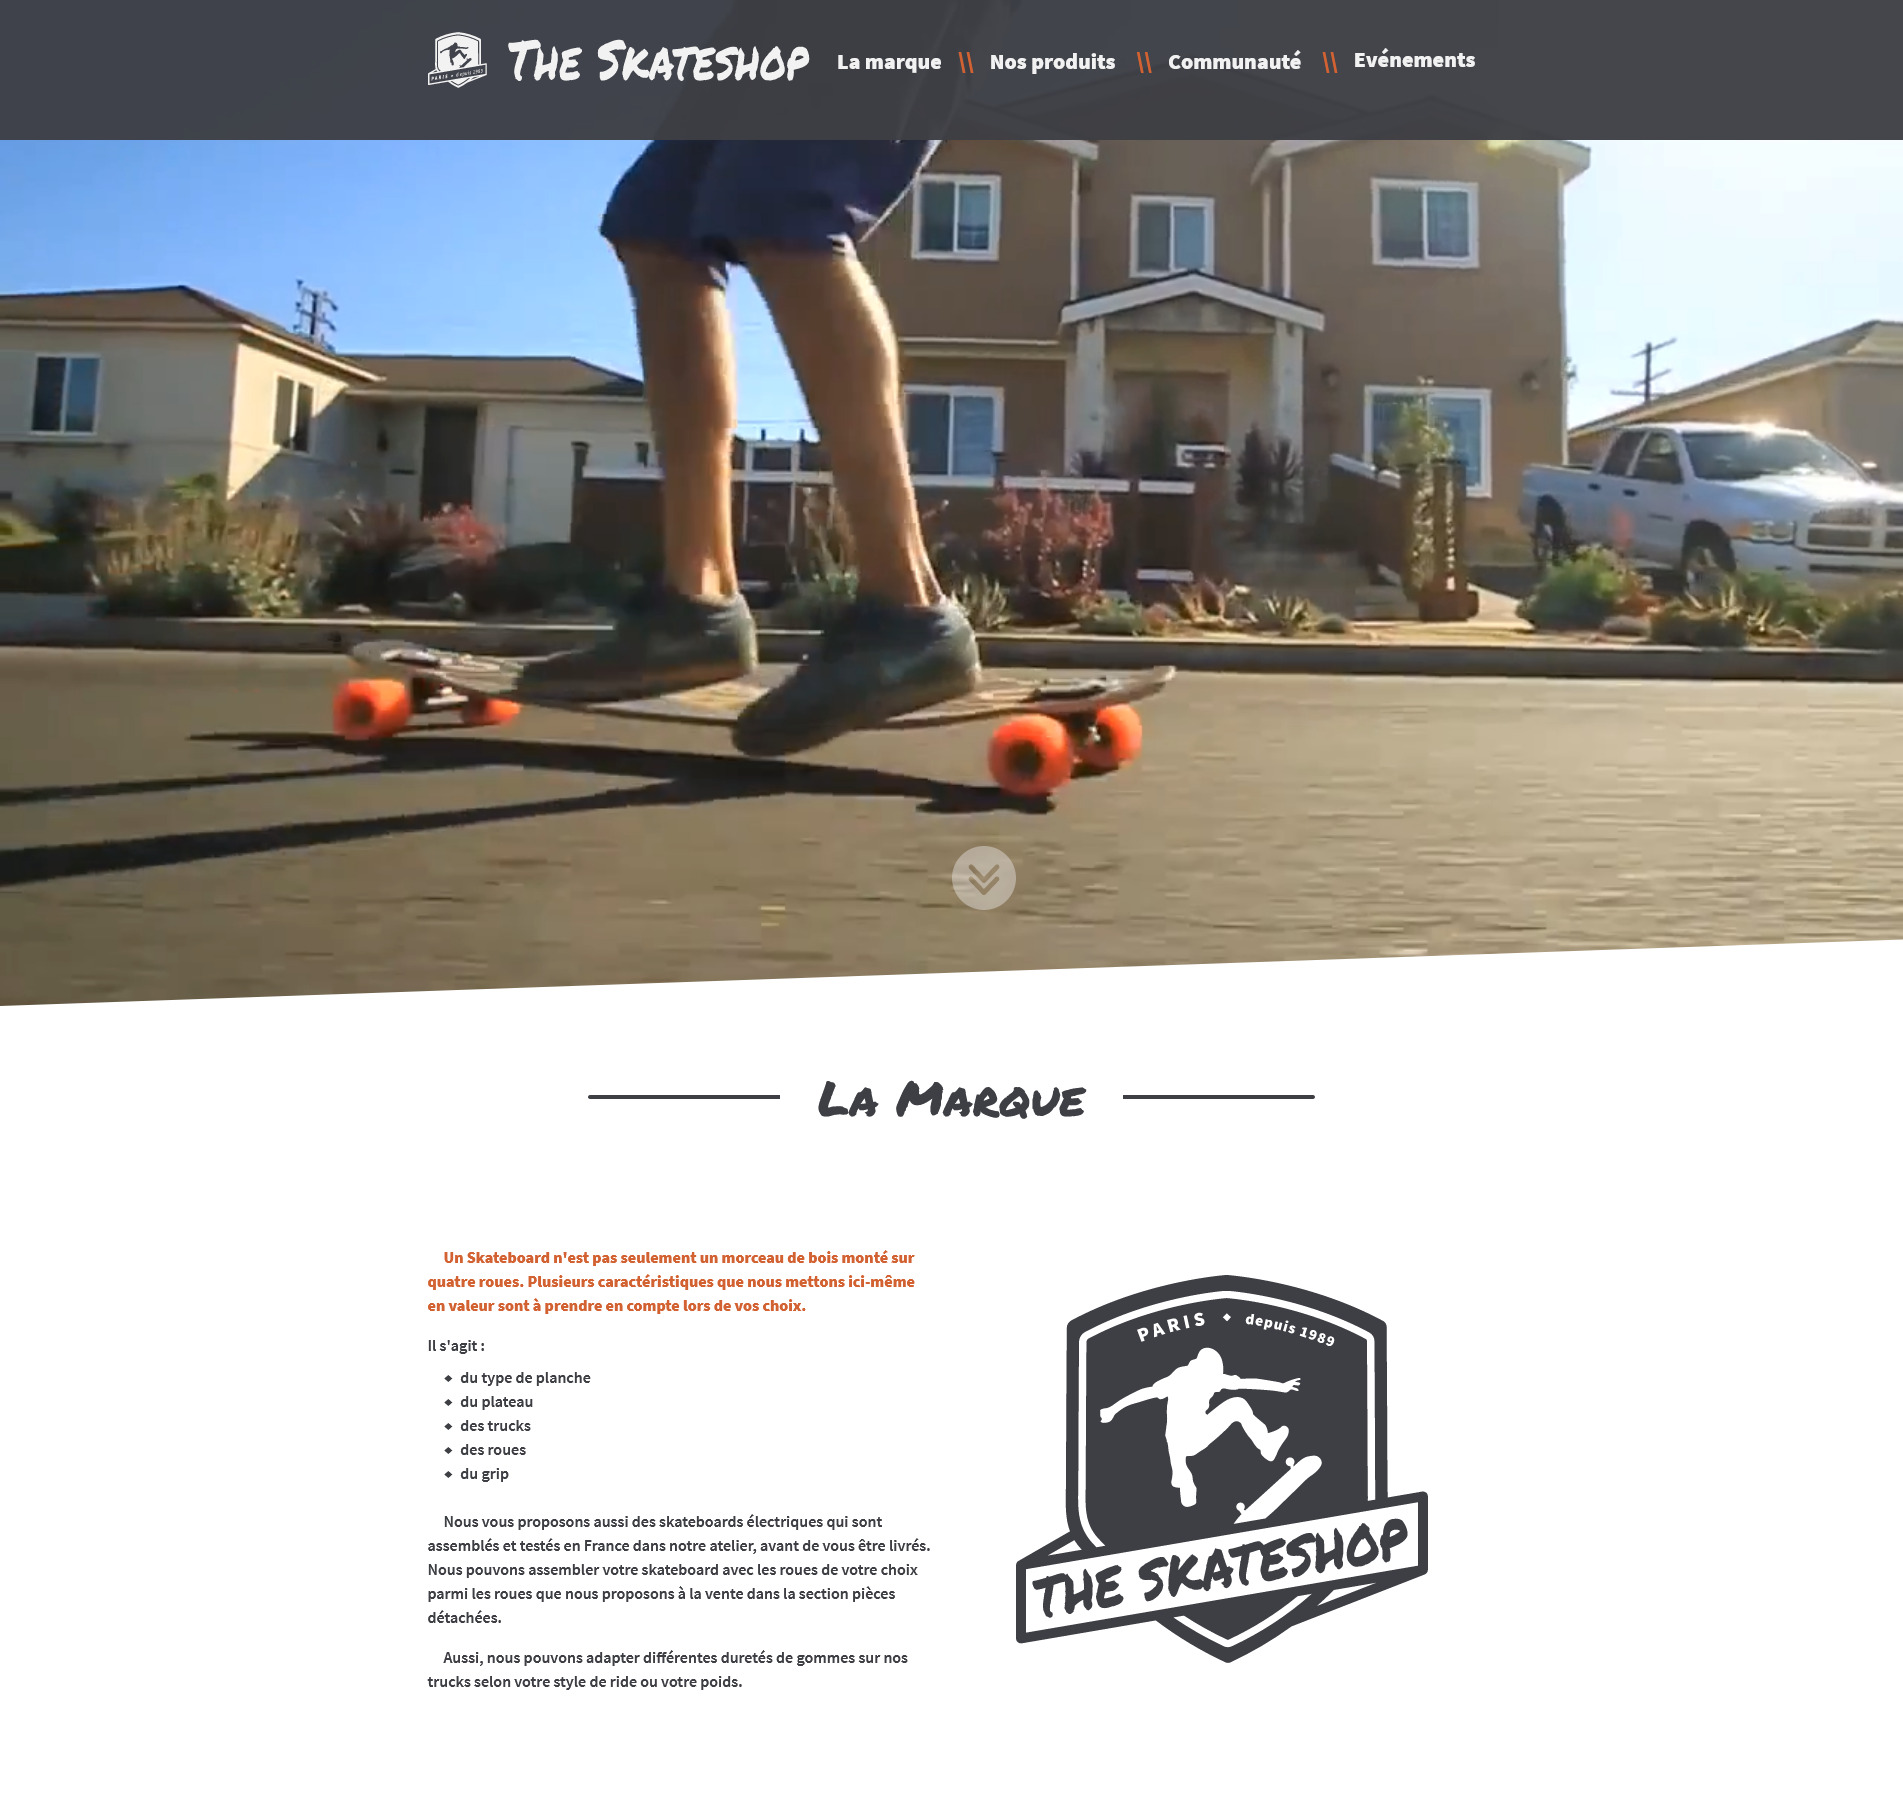 THE SKATESHOP
La marque \\ Nos produits \\ Communauté \\ Evénements
PARIS ◆ depuis 1989
LA MARQUE
Un Skateboard n'est pas seulement un morceau de bois monté sur
quatre roues. Plusieurs caractéristiques que nous mettons ici-même
en valeur sont à prendre en compte lors de vos choix.
Il s'agit :
◆ du type de planche
◆ du plateau
◆ des trucks
◆ des roues
◆ du grip
Nous vous proposons aussi des skateboards électriques qui sont
assemblés et testés en France dans notre atelier, avant de vous être livrés.
Nous pouvons assembler votre skateboard avec les roues de votre choix
parmi les roues que nous proposons à la vente dans la section pièces
détachées.
Aussi, nous pouvons adapter différentes duretés de gommes sur nos
trucks selon votre style de ride ou votre poids.
PARIS ◆ depuis 1989
THE SKATESHOP